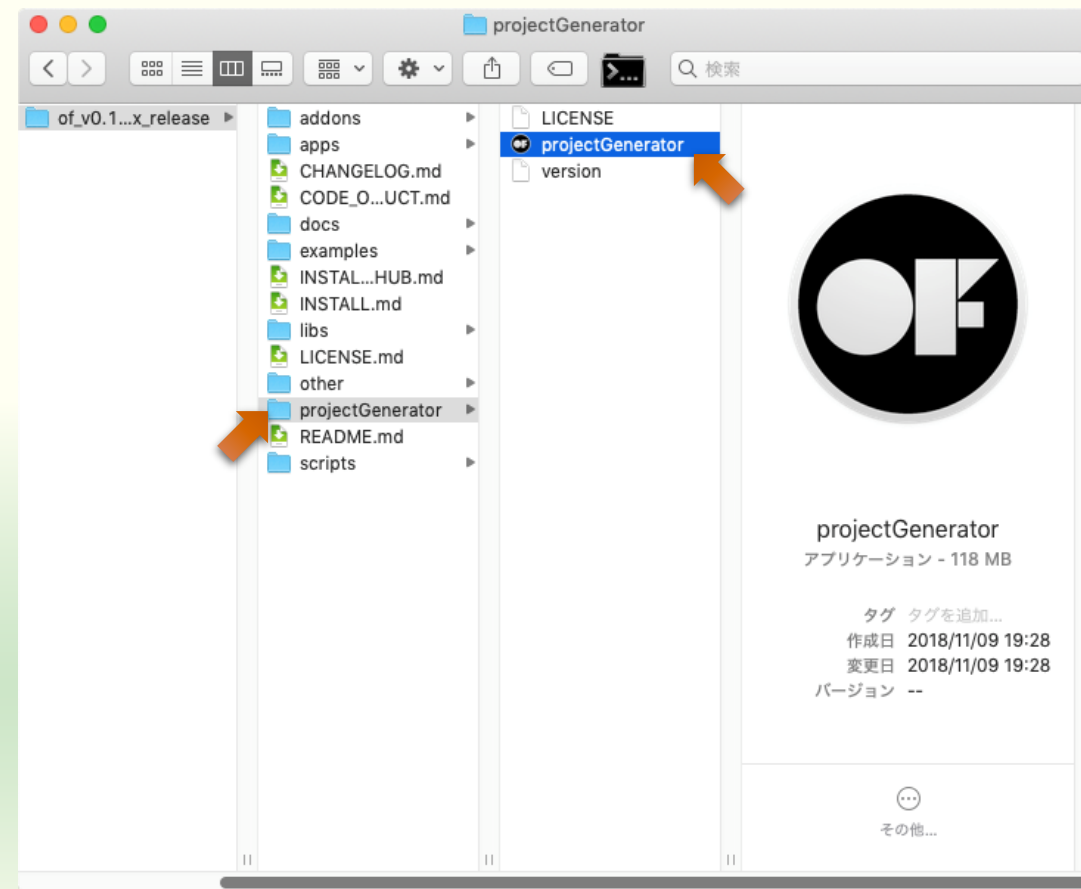 projectGenerator
検索
of_v0.1...x_release
addons
apps
CHANGELOG.md
CODE_O...UCT.md
docs
examples
INSTAL...HUB.md
INSTALL.md
libs
LICENSE.md
other
projectGenerator
README.md
scripts
LICENSE
projectGenerator
version
OF
projectGenerator
アプリケーション - 118 MB
タグ タグを追加...
作成日 2018/11/09 19:28
変更日 2018/11/09 19:28
バージョン --
その他...